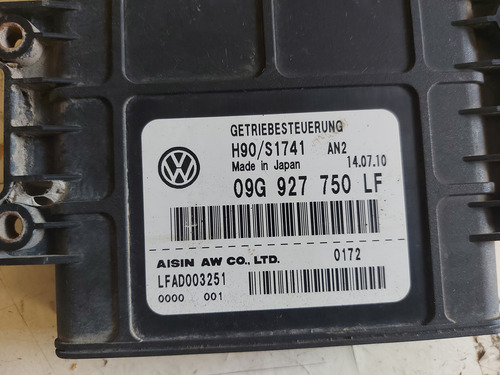 GETRIEBESTEUERUNG
H90/S1741 AN2
Made in Japan 14.07.10
09G 927 750 LF
AISIN AW CO., LTD. 0172
LFAD003251
0000 001